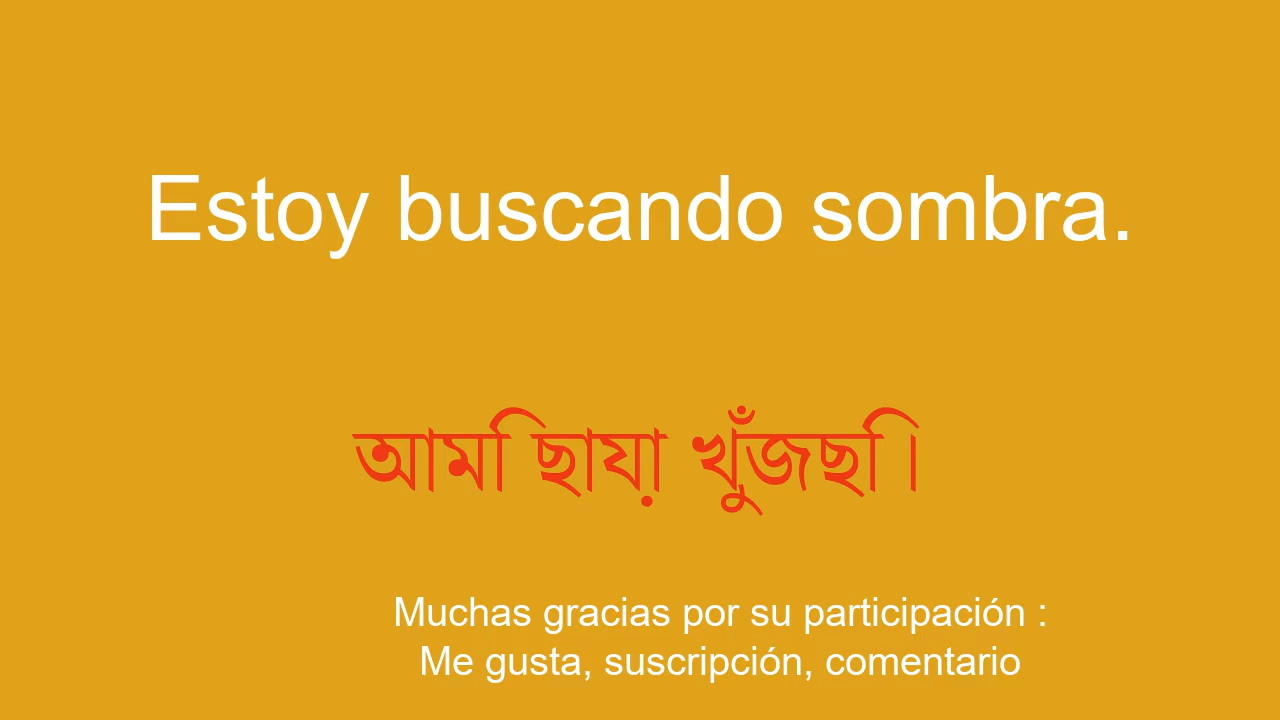 Estoy buscando sombra.
আমি ছায়া খুঁজছি।
Muchas gracias por su participación :
Me gusta, suscripción, comentario